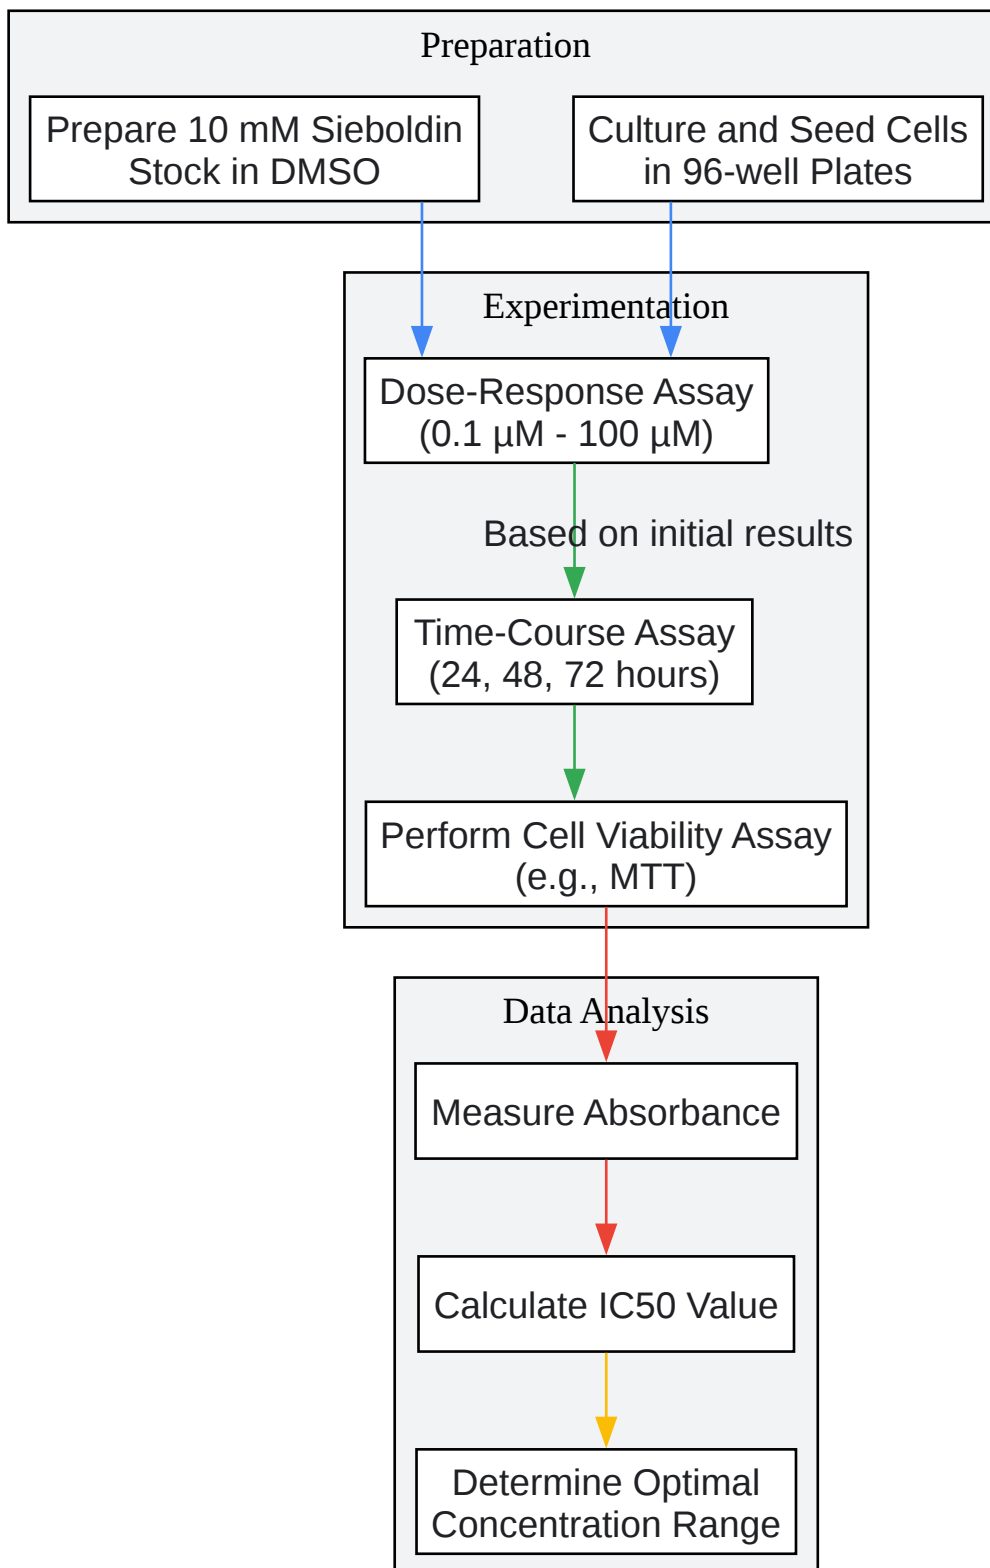 Preparation
Prepare 10 mM Sieboldin
Stock in DMSO
Culture and Seed Cells
in 96-well Plates
Experimentation
Dose-Response Assay
(0.1 µM - 100 µM)
Based on initial results
Time-Course Assay
(24, 48, 72 hours)
Perform Cell Viability Assay
(e.g., MTT)
Data Analysis
Measure Absorbance
Calculate IC50 Value
Determine Optimal
Concentration Range